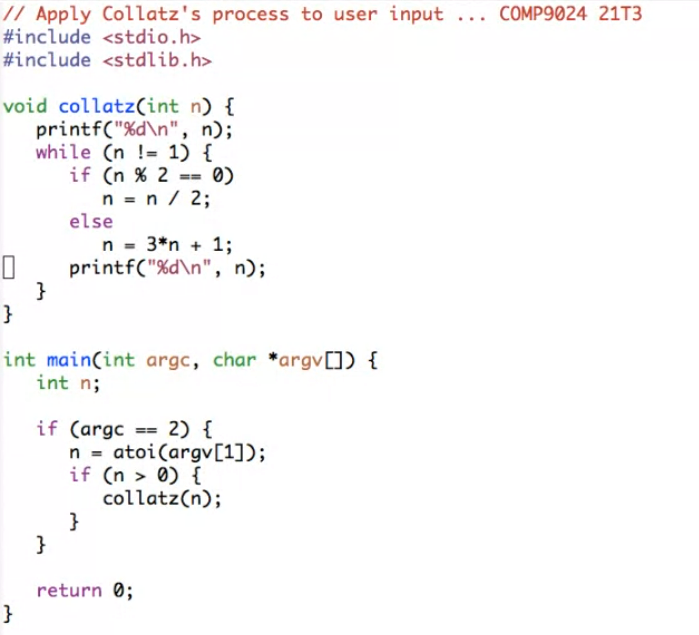 // Apply Collatz's process to user input ... COMP9024 21T3
#include <stdio.h>
#include <stdlib.h>

void collatz(int n) {
   printf("%d\n", n);
   while (n != 1) {
      if (n % 2 == 0)
         n = n / 2;
      else
         n = 3*n + 1;
      printf("%d\n", n);
   }
}

int main(int argc, char *argv[]) {
   int n;

   if (argc == 2) {
      n = atoi(argv[1]);
      if (n > 0) {
         collatz(n);
      }
   }

   return 0;
}